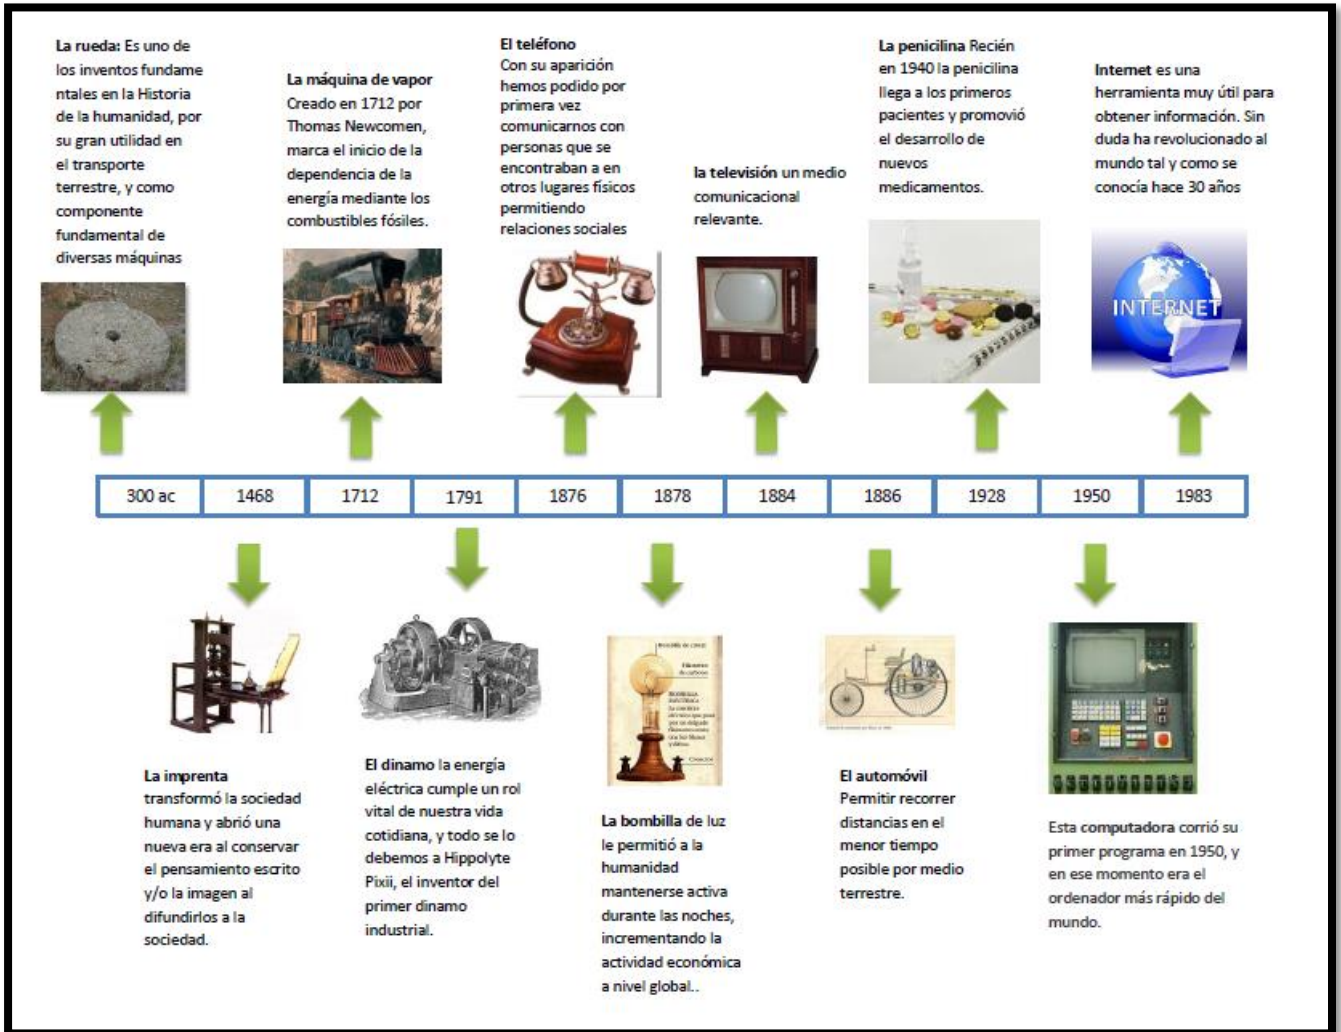 La rueda: Es uno de
los inventos fundame
ntales en la Historia
de la humanidad, por
su gran utilidad en
el transporte
terrestre, y como
componente
fundamental de
diversas máquinas
La máquina de vapor
Creado en 1712 por
Thomas Newcomen,
marca el inicio de la
dependencia de la
energía mediante los
combustibles fósiles.
El teléfono
Con su aparición
hemos podido por
primera vez
comunicarnos con
personas que se
encontraban a en
otros lugares físicos
permitiendo
relaciones sociales
la televisión un medio
comunicacional
relevante.
La penicilina Recién
en 1940 la penicilina
llega a los primeros
pacientes y promovió
el desarrollo de
nuevos
medicamentos.
Internet es una
herramienta muy útil para
obtener información. Sin
duda ha revolucionado al
mundo tal y como se
conocía hace 30 años
INTERNET
300 ac 1468 1712 1791 1876 1878 1884 1886 1928 1950 1983
La imprenta
transformó la sociedad
humana y abrió una
nueva era al conservar
el pensamiento escrito
y/o la imagen al
difundirlos a la
sociedad.
El dinamo la energía
eléctrica cumple un rol
vital de nuestra vida
cotidiana, y todo se lo
debemos a Hippolyte
Pixii, el inventor del
primer dinamo
industrial.
BOMBILLA
La bombilla de luz
le permitió a la
humanidad
mantenerse activa
durante las noches,
incrementando la
actividad económica
a nivel global..
El automóvil
Permitir recorrer
distancias en el
menor tiempo
posible por medio
terrestre.
Esta computadora corrió su
primer programa en 1950, y
en ese momento era el
ordenador más rápido del
mundo.